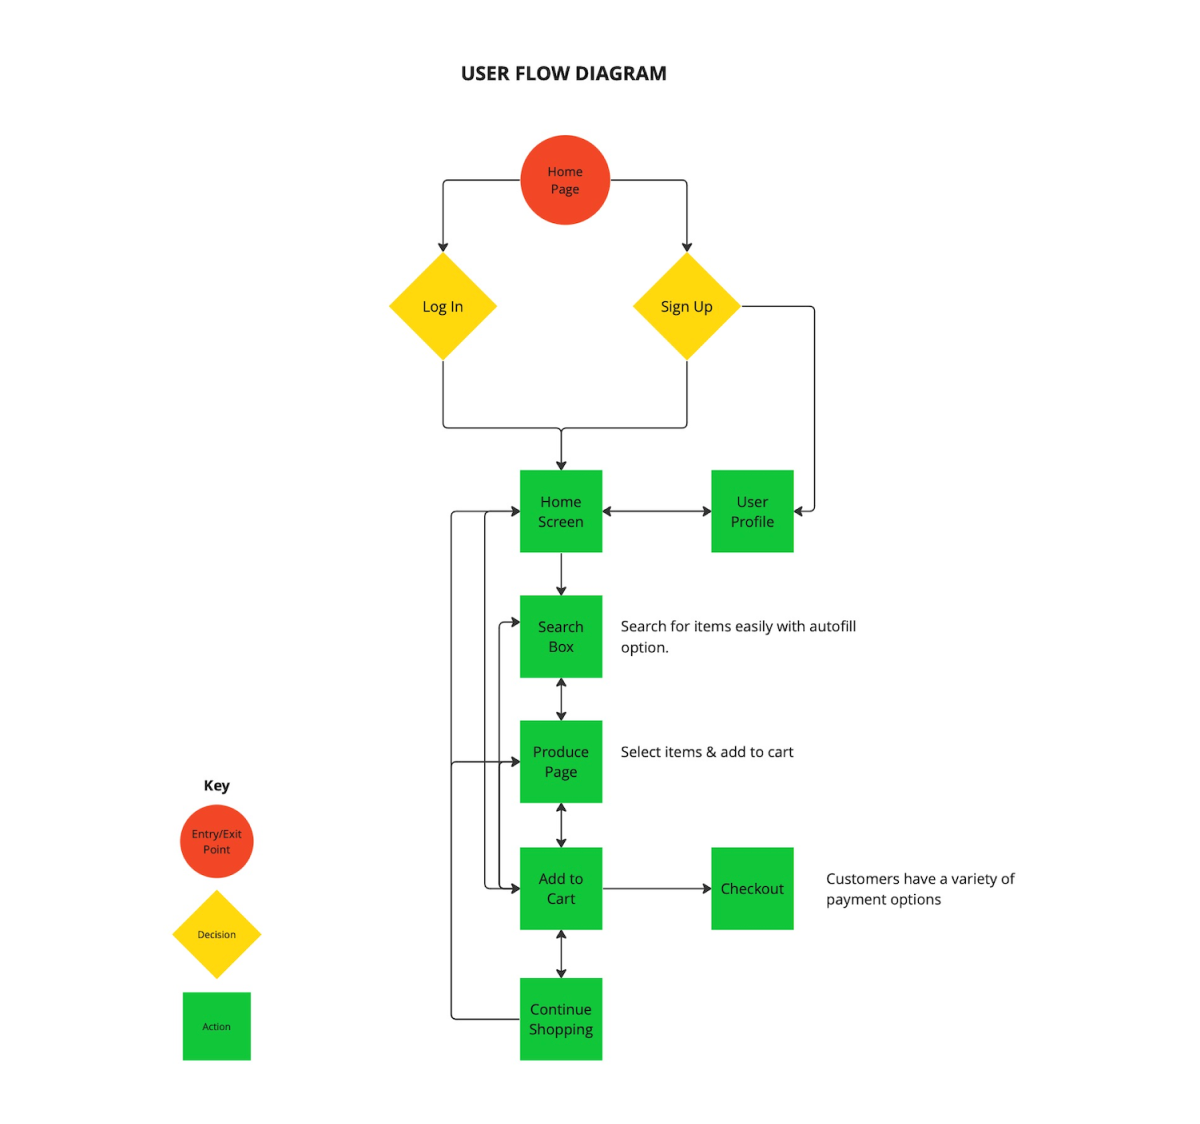 USER FLOW DIAGRAM
Home
Page
Log In
Sign Up
Home
Screen
User
Profile
Search
Box
Search for items easily with autofill
option.
Produce
Page
Select items & add to cart
Add to
Cart
Checkout
Customers have a variety of
payment options
Continue
Shopping
Key
Entry/Exit
Point
Decision
Action